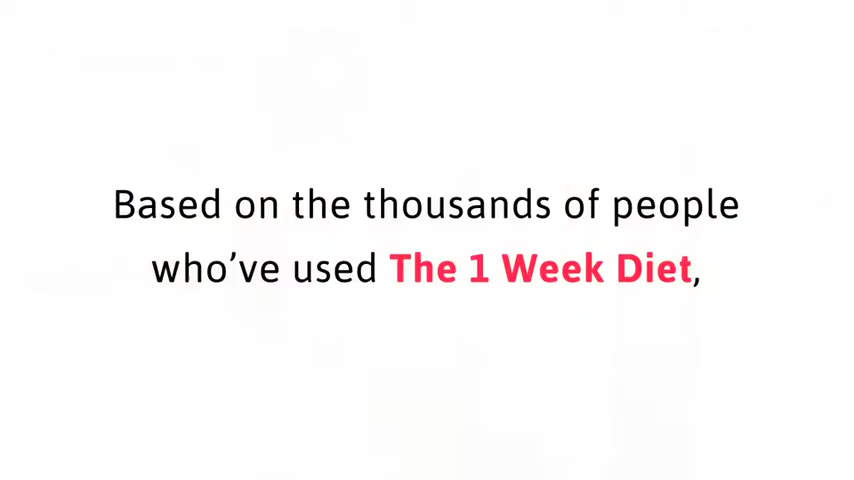 Based on the thousands of people
who’ve used The 1 Week Diet,